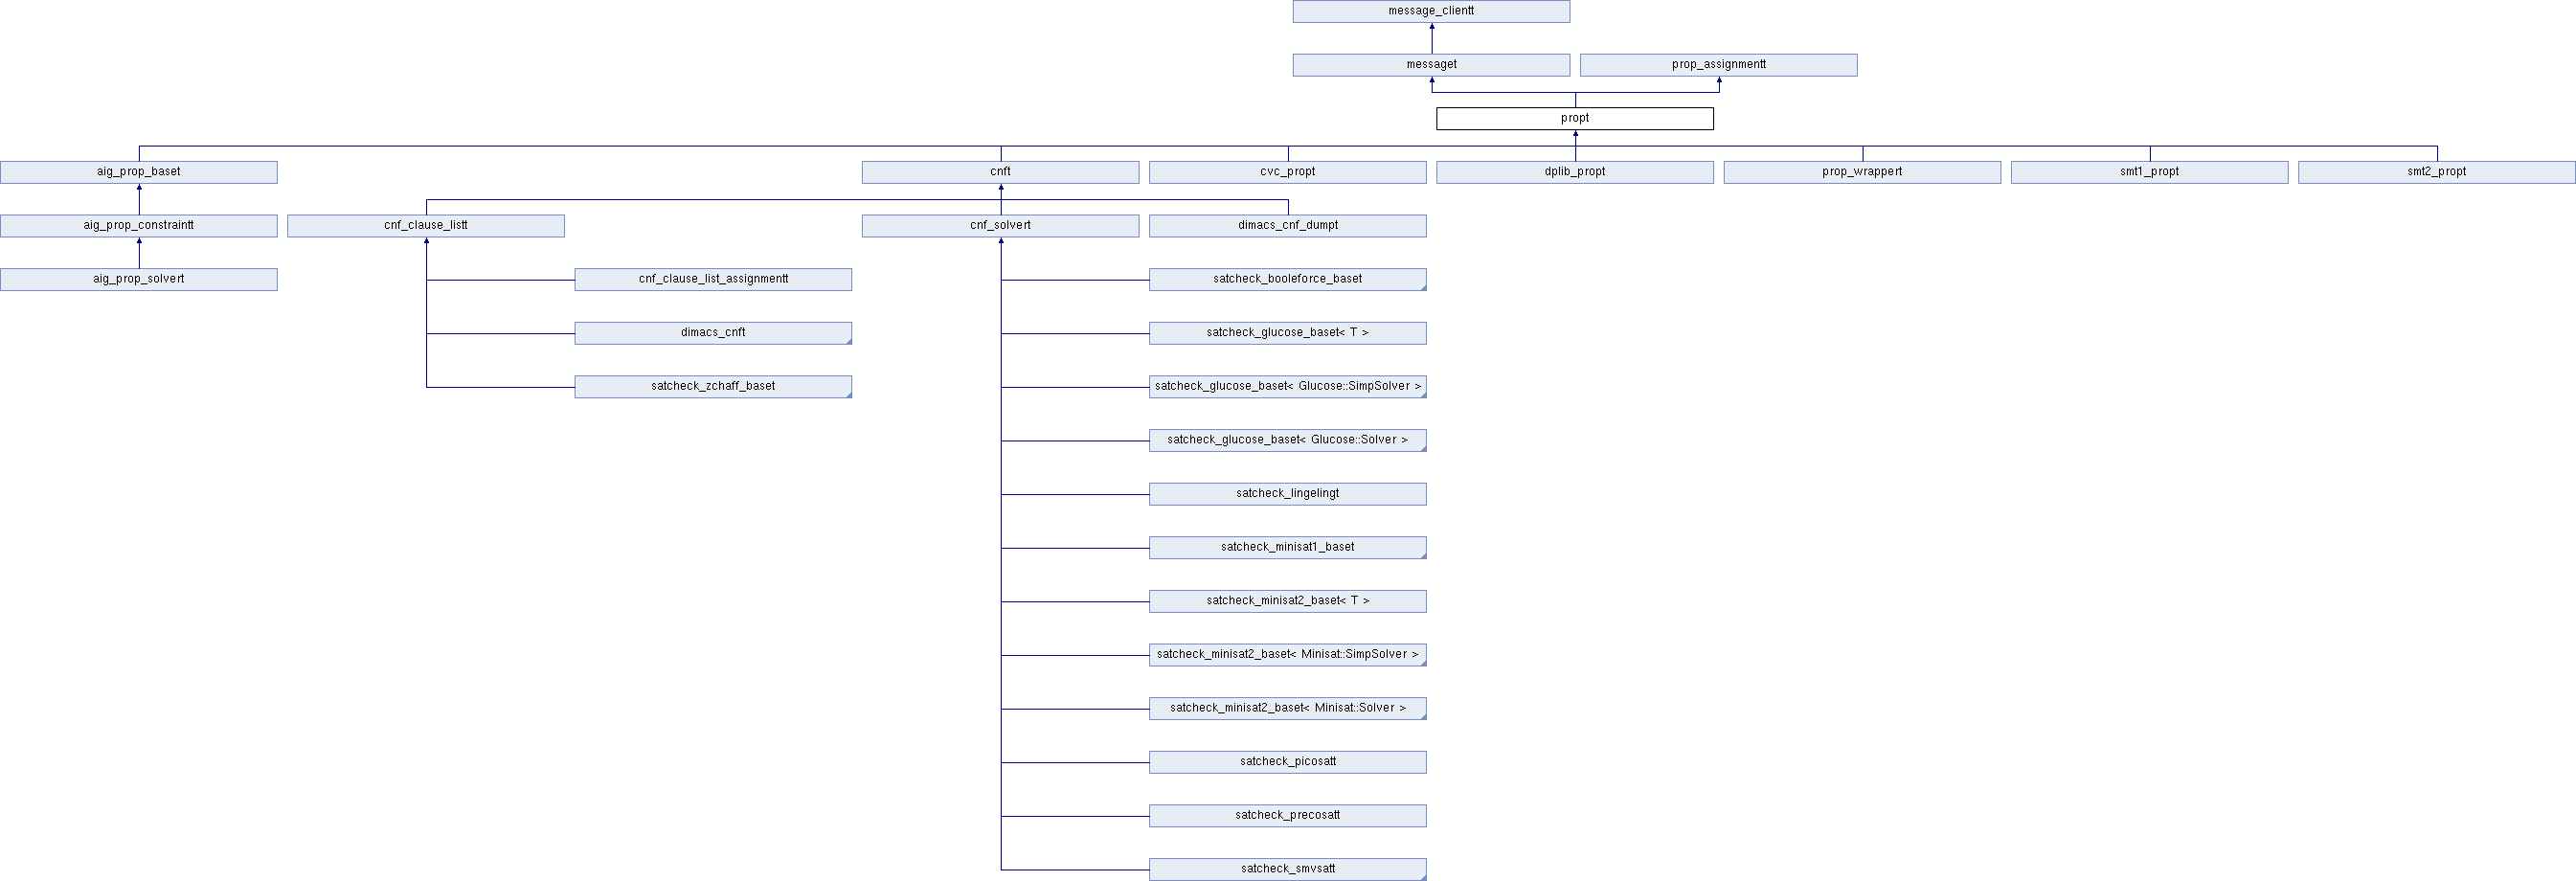 message_clientt
messaget
prop_assignmentt
propt
aig_prop_baset
cnft
cvc_propt
dplib_propt
prop_wrappert
smt1_propt
smt2_propt
aig_prop_constraintt
cnf_clause_listt
cnf_solvert
dimacs_cnf_dumpt
aig_prop_solvert
cnf_clause_list_assignmentt
satcheck_booleforce_baset
dimacs_cnft
satcheck_glucose_baset< T >
satcheck_zchaff_baset
satcheck_glucose_baset< Glucose::SimpSolver >
satcheck_glucose_baset< Glucose::Solver >
satcheck_lingelingt
satcheck_minisat1_baset
satcheck_minisat2_baset< T >
satcheck_minisat2_baset< Minisat::SimpSolver >
satcheck_minisat2_baset< Minisat::Solver >
satcheck_picosatt
satcheck_precosatt
satcheck_smvsatt